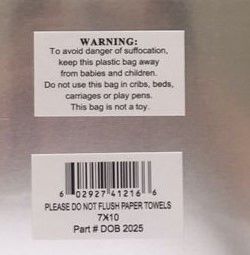 WARNING:
To avoid danger of suffocation,
keep this plastic bag away
from babies and children.
Do not use this bag in cribs, beds,
carriages or play pens.
This bag is not a toy.
6 02927 41216 6
PLEASE DO NOT FLUSH PAPER TOWELS
7X10
Part # DOB 2025